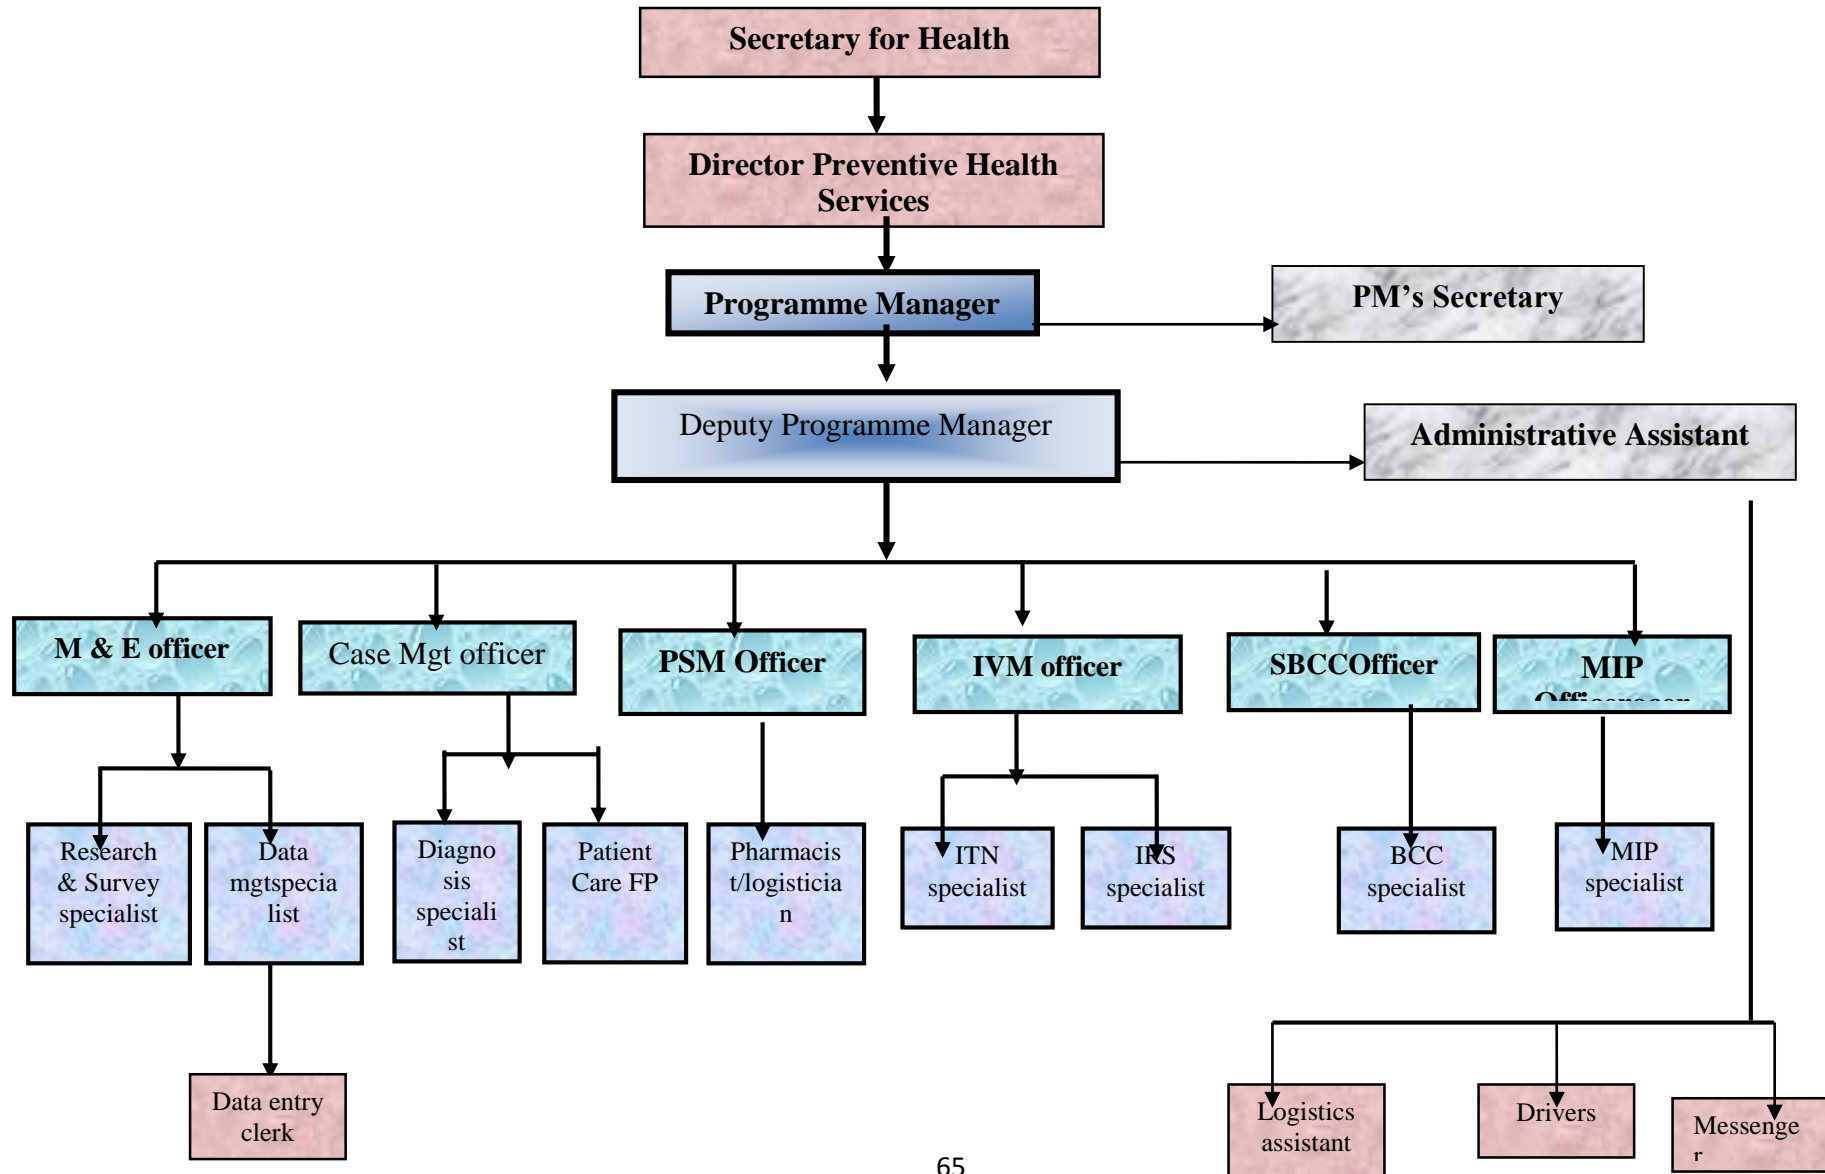 Secretary for Health
Director Preventive Health
Services
Programme Manager
PM’s Secretary
Deputy Programme Manager
Administrative Assistant
M & E officer
Case Mgt officer
PSM Officer
IVM officer
SBCCOfficer
MIP
Research
& Survey
specialist
Data
mgtspecia
list
Diagno
sis
speciali
st
Patient
Care FP
Pharmacis
t/logisticia
n
ITN
specialist
IRS
specialist
BCC
specialist
MIP
specialist
Data entry
clerk
Logistics
assistant
Drivers
Messenge
r
65